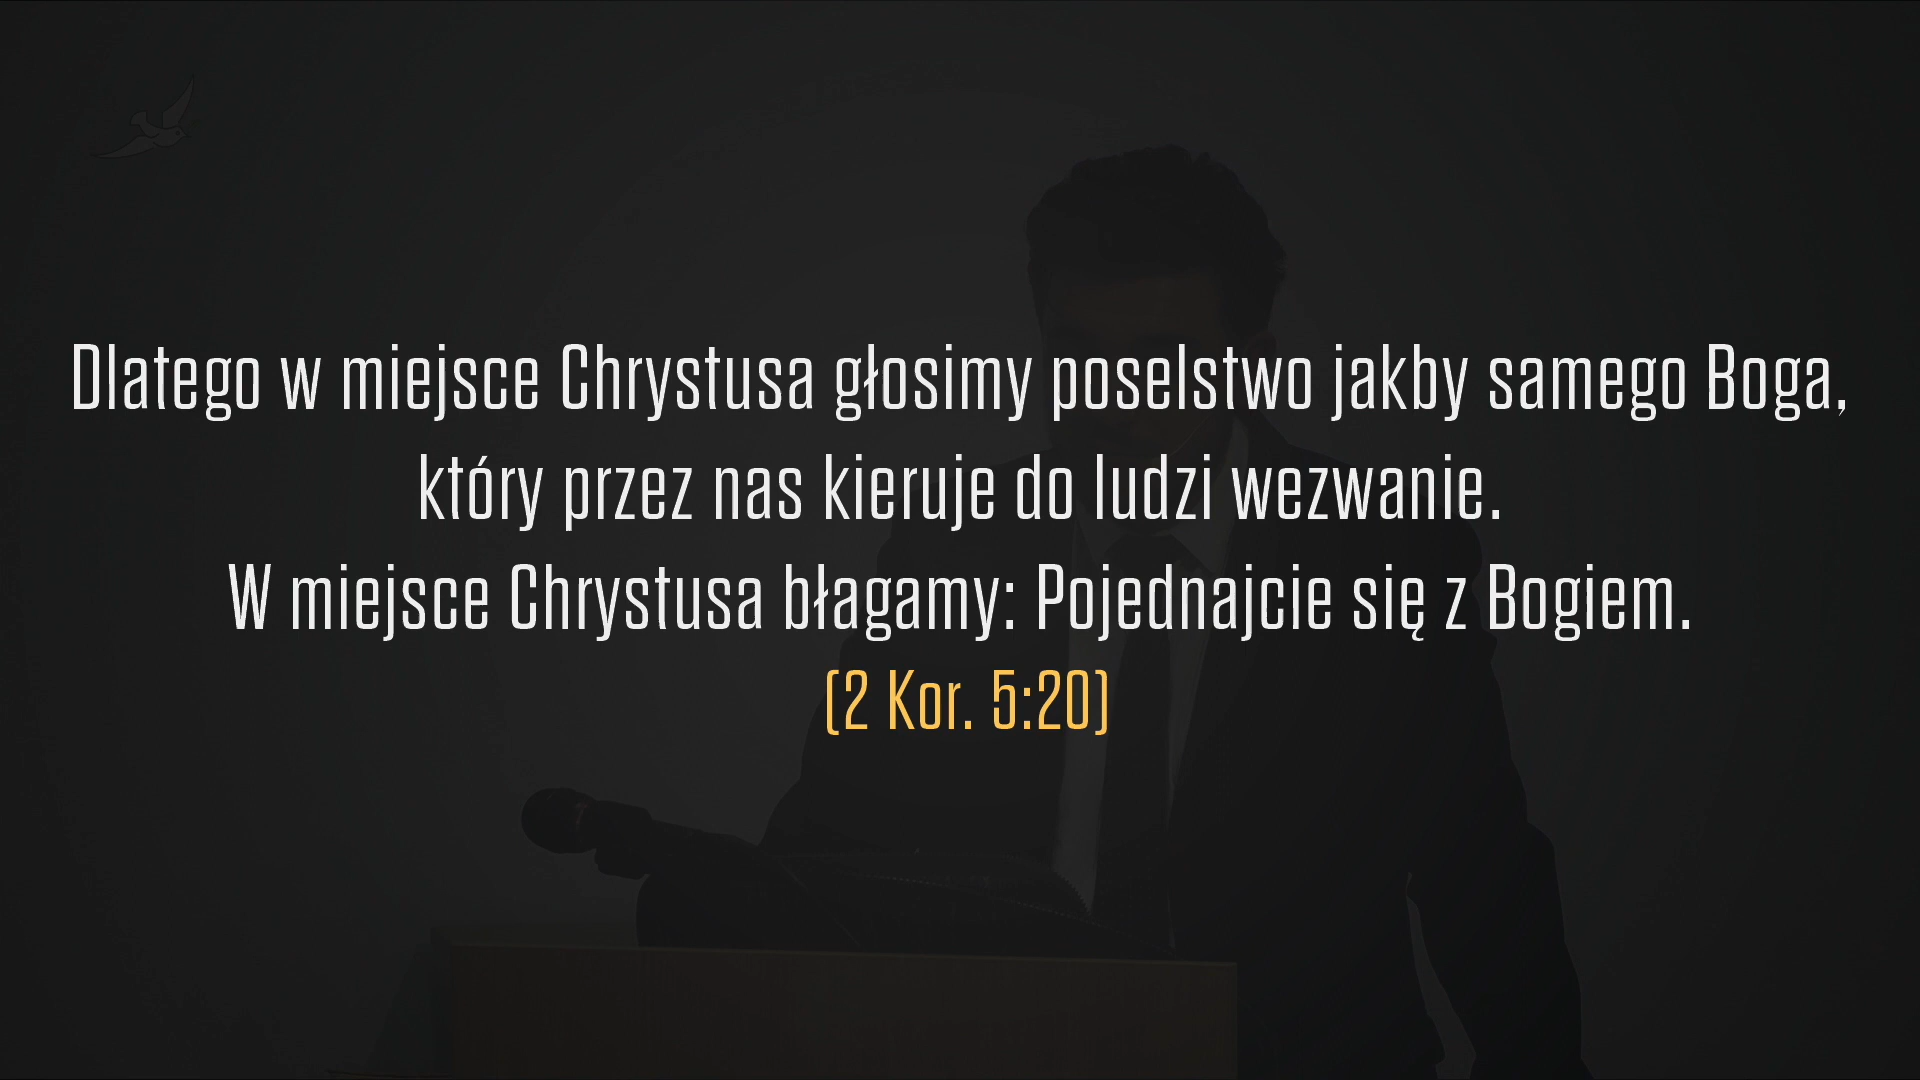 Dlatego w miejsce Chrystusa głosimy poselstwo jakby samego Boga,
który przez nas kieruje do ludzi wezwanie.
W miejsce Chrystusa błagamy: Pojednajcie się z Bogiem.
(2 Kor. 5:20)